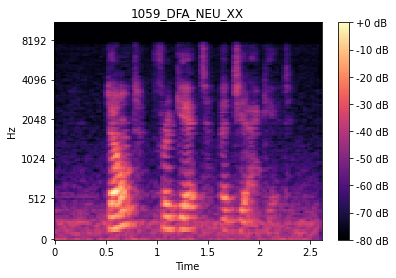 1059_DFA_NEU_XX
8192
4096
2048
1024
512
0
Hz
0
0.5
1
1.5
2
2.5
Time
+0 dB
-10 dB
-20 dB
-30 dB
-40 dB
-50 dB
-60 dB
-70 dB
-80 dB